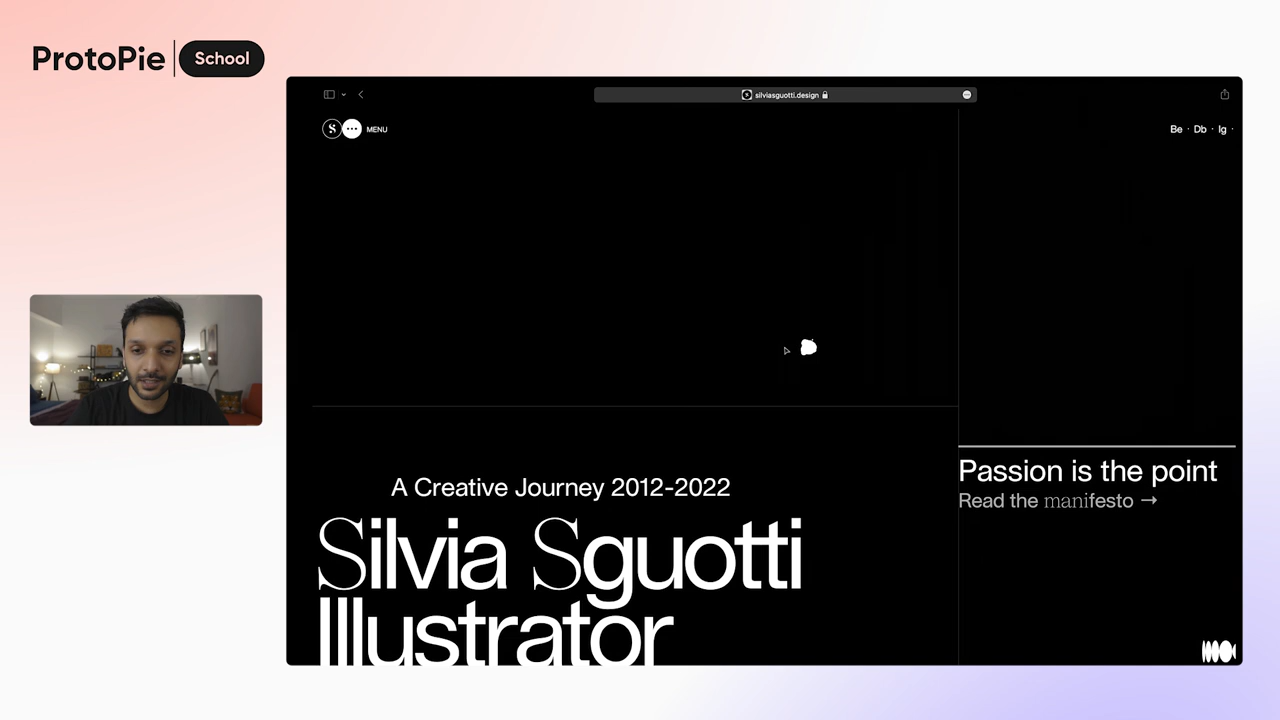 ProtoPie School
silviasguotti.design
S MENU
Be · Db · Ig ·
A Creative Journey 2012-2022
Silvia Sguotti
Illustrator
Passion is the point
Read the manifesto →